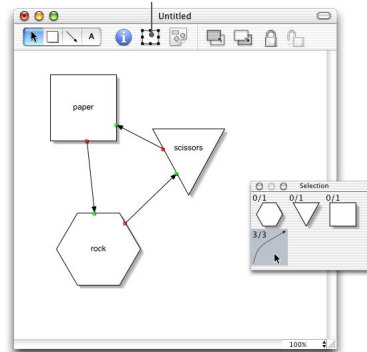 Untitled
A
paper
scissors
rock
Selection
0/1 0/1 0/1
3/3
100%